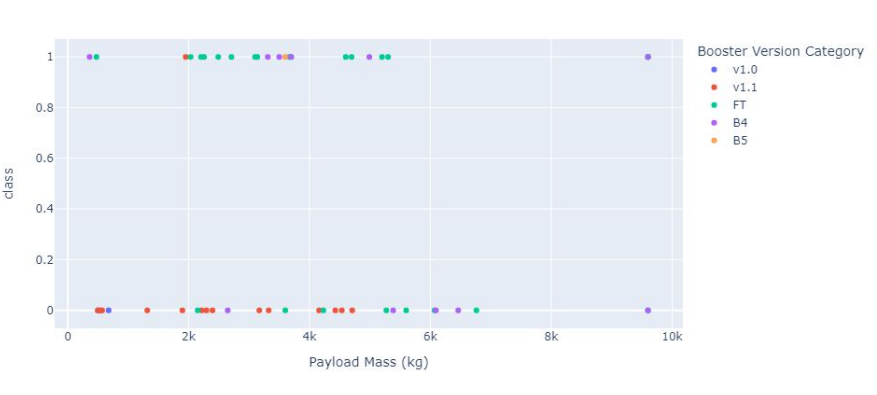 1
0.8
0.6
0.4
0.2
0
class
0
2k
4k
6k
8k
10k
Payload Mass (kg)
Booster Version Category
v1.0
v1.1
FT
B4
B5